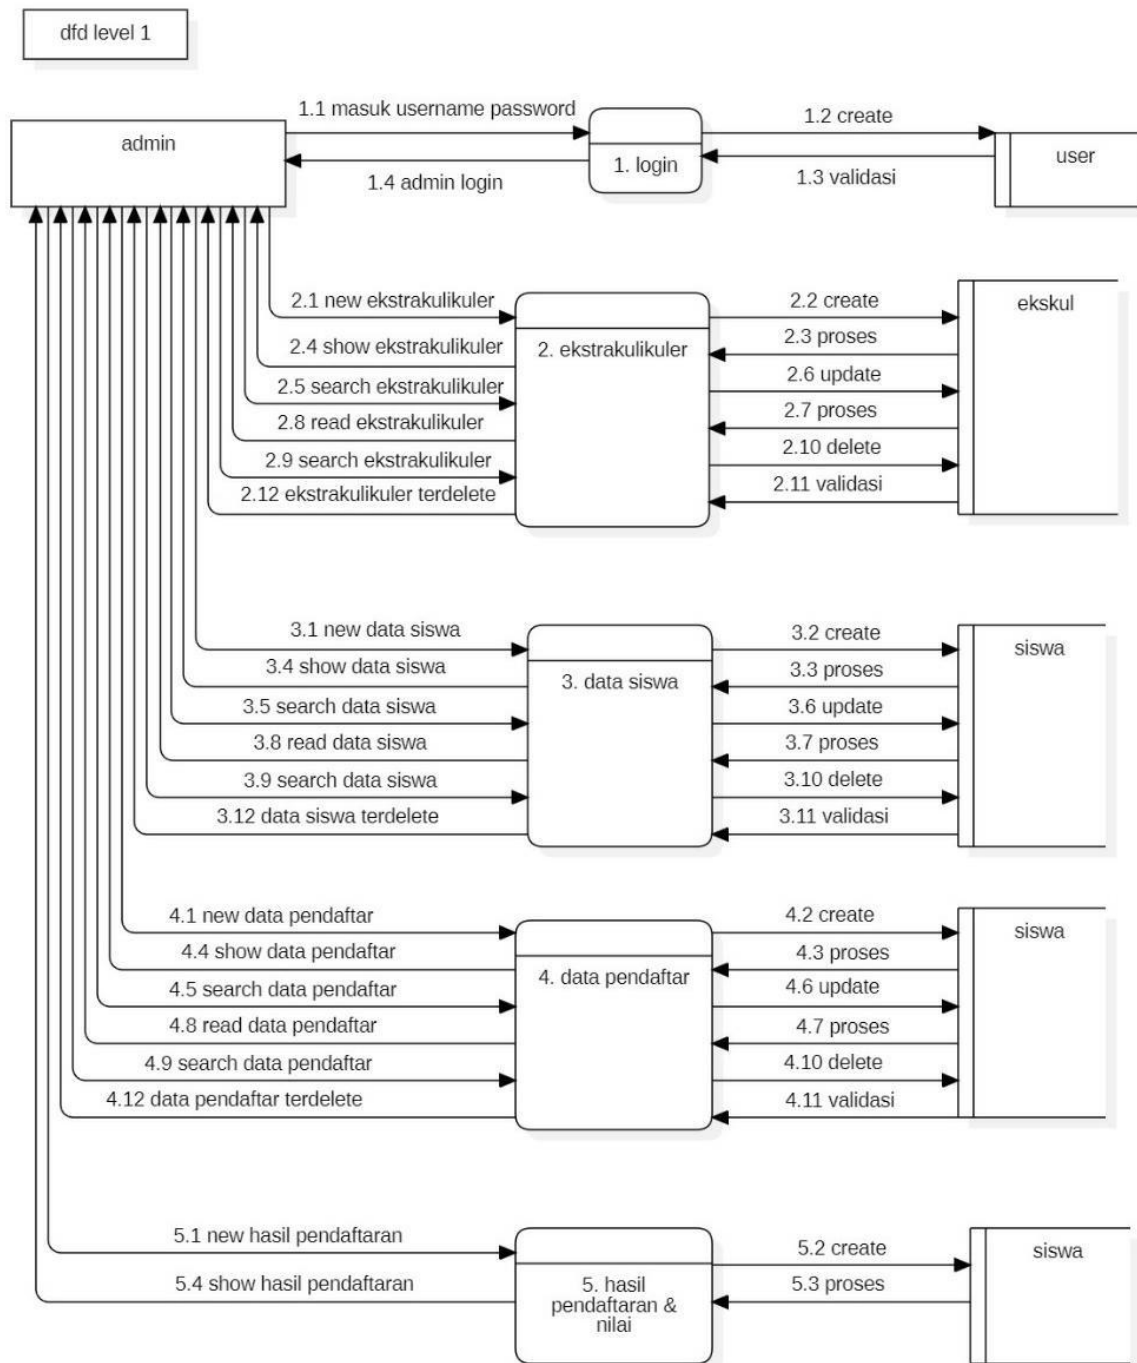 dfd level 1
admin
1.1 masuk username password
1.4 admin login
1. login
1.2 create
1.3 validasi
user
2.1 new ekstrakulikuler
2.4 show ekstrakulikuler
2.5 search ekstrakulikuler
2.8 read ekstrakulikuler
2.9 search ekstrakulikuler
2.12 ekstrakulikuler terdelete
2. ekstrakulikuler
2.2 create
2.3 proses
2.6 update
2.7 proses
2.10 delete
2.11 validasi
ekskul
3.1 new data siswa
3.4 show data siswa
3.5 search data siswa
3.8 read data siswa
3.9 search data siswa
3.12 data siswa terdelete
3. data siswa
3.2 create
3.3 proses
3.6 update
3.7 proses
3.10 delete
3.11 validasi
siswa
4.1 new data pendaftar
4.4 show data pendaftar
4.5 search data pendaftar
4.8 read data pendaftar
4.9 search data pendaftar
4.12 data pendaftar terdelete
4. data pendaftar
4.2 create
4.3 proses
4.6 update
4.7 proses
4.10 delete
4.11 validasi
siswa
5.1 new hasil pendaftaran
5.4 show hasil pendaftaran
5. hasil
pendaftaran &
nilai
5.2 create
5.3 proses
siswa